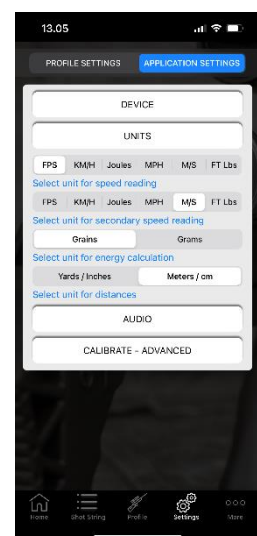 13.05
PROFILE SETTINGS APPLICATION SETTINGS
DEVICE
UNITS
FPS KM/H Joules MPH M/S FT Lbs
Select unit for speed reading
FPS KM/H Joules MPH M/S FT Lbs
Select unit for secondary speed reading
Grains Grams
Select unit for energy calculation
Yards / Inches Meters / cm
Select unit for distances
AUDIO
CALIBRATE - ADVANCED
Home Shot String Profile Settings More